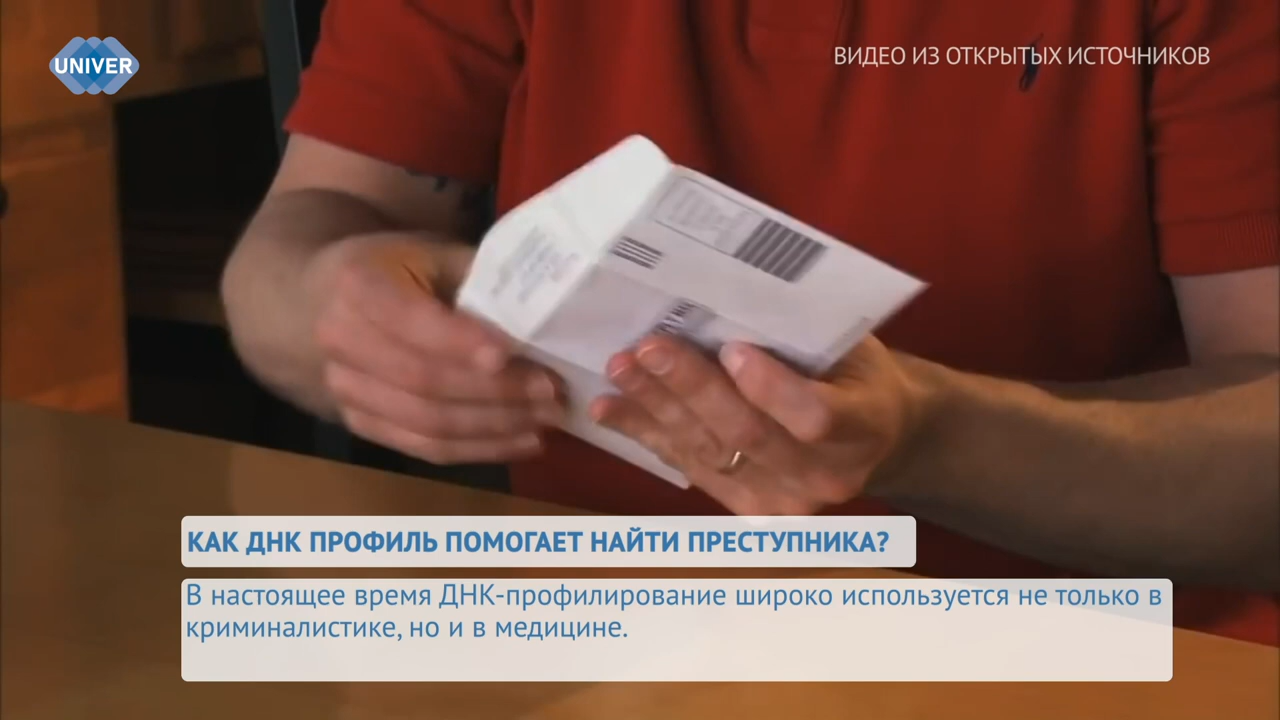 UNIVER
ВИДЕО ИЗ ОТКРЫТЫХ ИСТОЧНИКОВ
КАК ДНК ПРОФИЛЬ ПОМОГАЕТ НАЙТИ ПРЕСТУПНИКА?
В настоящее время ДНК-профилирование широко используется не только в
криминалистике, но и в медицине.